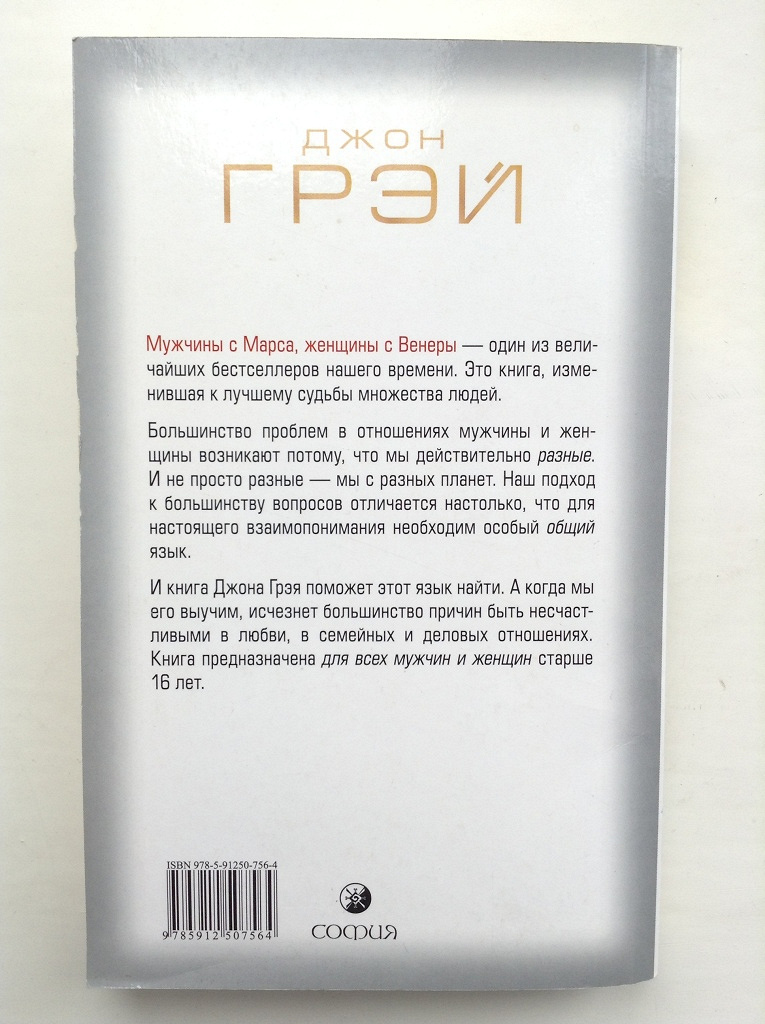 ДЖОН
ГРЭЙ
Мужчины с Марса, женщины с Венеры — один из вели-
чайших бестселлеров нашего времени. Это книга, изме-
нившая к лучшему судьбы множества людей.
Большинство проблем в отношениях мужчины и жен-
щины возникают потому, что мы действительно разные.
И не просто разные — мы с разных планет. Наш подход
к большинству вопросов отличается настолько, что для
настоящего взаимопонимания необходим особый общий
язык.
И книга Джона Грэя поможет этот язык найти. А когда мы
его выучим, исчезнет большинство причин быть несчаст-
ливыми в любви, в семейных и деловых отношениях.
Книга предназначена для всех мужчин и женщин старше
16 лет.
ISBN 978-5-91250-756-4
9 785912 507564
СОФИЯ